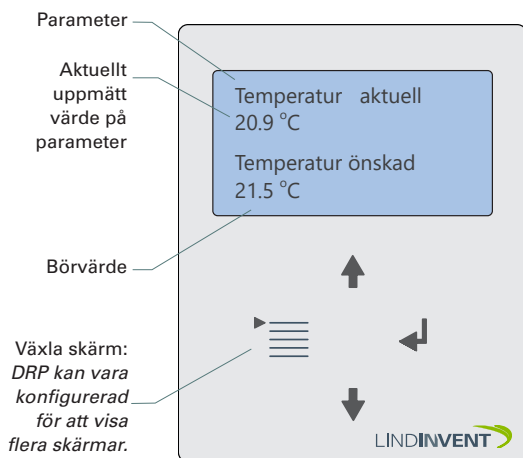 Parameter
Aktuellt
uppmätt
värde på
parameter
Temperatur aktuell
20.9 °C
Temperatur önskad
21.5 °C
Börvärde
Växla skärm:
DRP kan vara
konfigurerad
för att visa
flera skärmar.
LINDINVENT